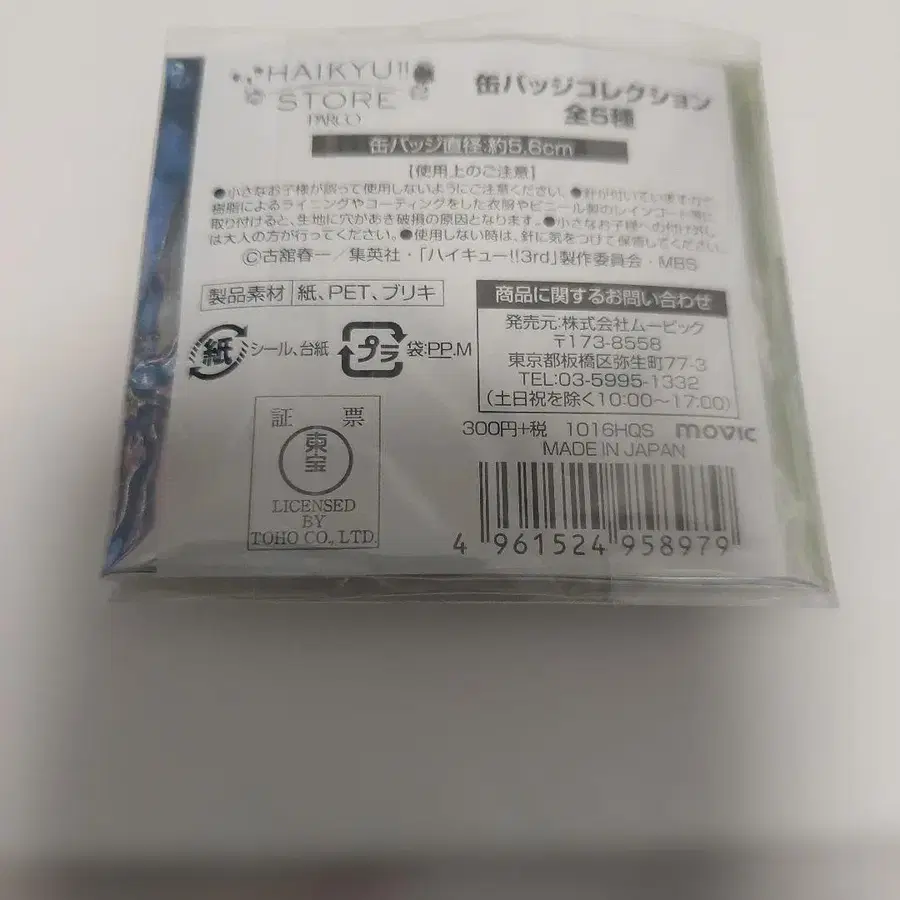 HAIKYU!!
STORE
PARCO
缶バッジコレクション
全5種
缶バッジ直径:約5.6cm
【使用上のご注意】
●小さなお子様が誤って使用しないようにご注意ください。●針が付いていますので
樹脂によるライニングやコーティングをした衣服やビニール製のレインコート等に
取り付けると、生地に穴があき破損の原因となります。●小さなお子様への付け外し
は大人の方が行ってください。●使用しない時は、針に気をつけて保管してください。
©古舘春一/集英社・「ハイキュー!!3rd」製作委員会・MBS
製品素材 紙、PET、ブリキ
紙 シール、台紙 プラ 袋:PP.M
商品に関するお問い合わせ
発売元:株式会社ムービック
〒173-8558
東京都板橋区弥生町77-3
TEL:03-5995-1332
(土日祝を除く10:00～17:00)
300円+税 1016HQS movic
MADE IN JAPAN
証 票
東宝
LICENSED
BY
TOHO CO., LTD.
4 961524 958979